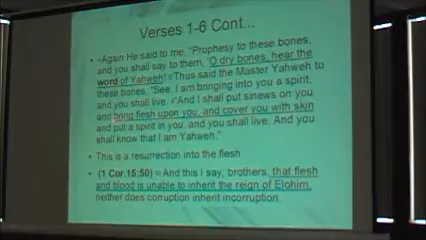 Verses 1-6 Cont...
• 4Again He said to me, "Prophesy to these bones,
and you shall say to them, 'O dry bones, hear the
word of Yahweh! 5Thus said the Master Yahweh to
these bones, "See, I am bringing into you a spirit,
and you shall live. 6And I shall put sinews on you
and bring flesh upon you, and cover you with skin
and put a spirit in you, and you shall live. And you
shall know that I am Yahweh."
• This is a resurrection into the flesh
• (1 Cor.15:50) 50And this I say, brothers, that flesh
and blood is unable to inherit the reign of Elohim,
neither does corruption inherit incorruption.